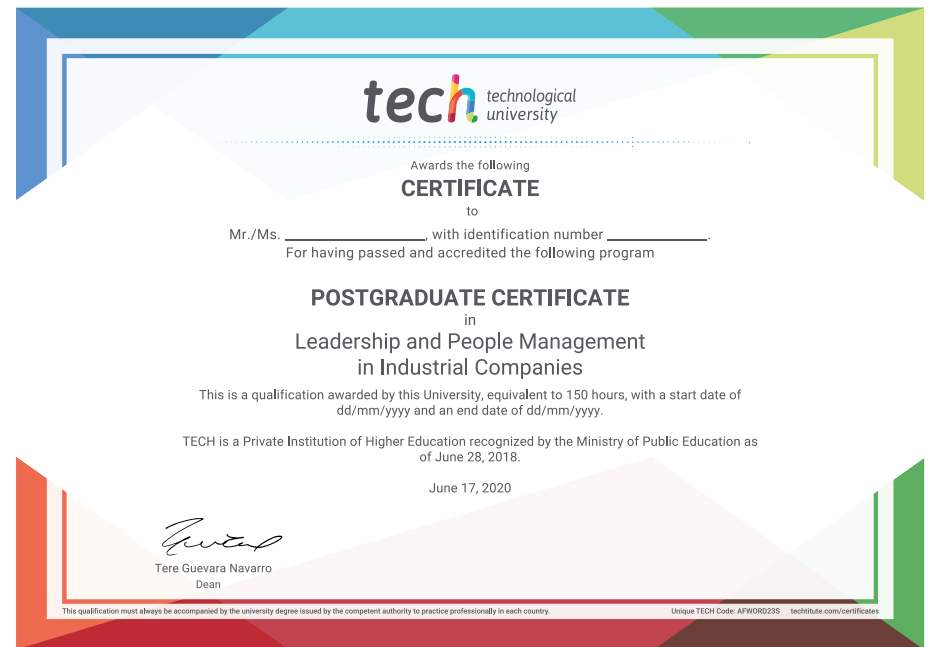 tech technological
university
Awards the following
CERTIFICATE
to
Mr./Ms. ____________________, with identification number ______________.
For having passed and accredited the following program
POSTGRADUATE CERTIFICATE
in
Leadership and People Management
in Industrial Companies
This is a qualification awarded by this University, equivalent to 150 hours, with a start date of
dd/mm/yyyy and an end date of dd/mm/yyyy.
TECH is a Private Institution of Higher Education recognized by the Ministry of Public Education as
of June 28, 2018.
June 17, 2020
Tere Guevara Navarro
Dean
This qualification must always be accompanied by the university degree issued by the competent authority to practice professionally in each country.
Unique TECH Code: AFWORD23S techtitute.com/certificates